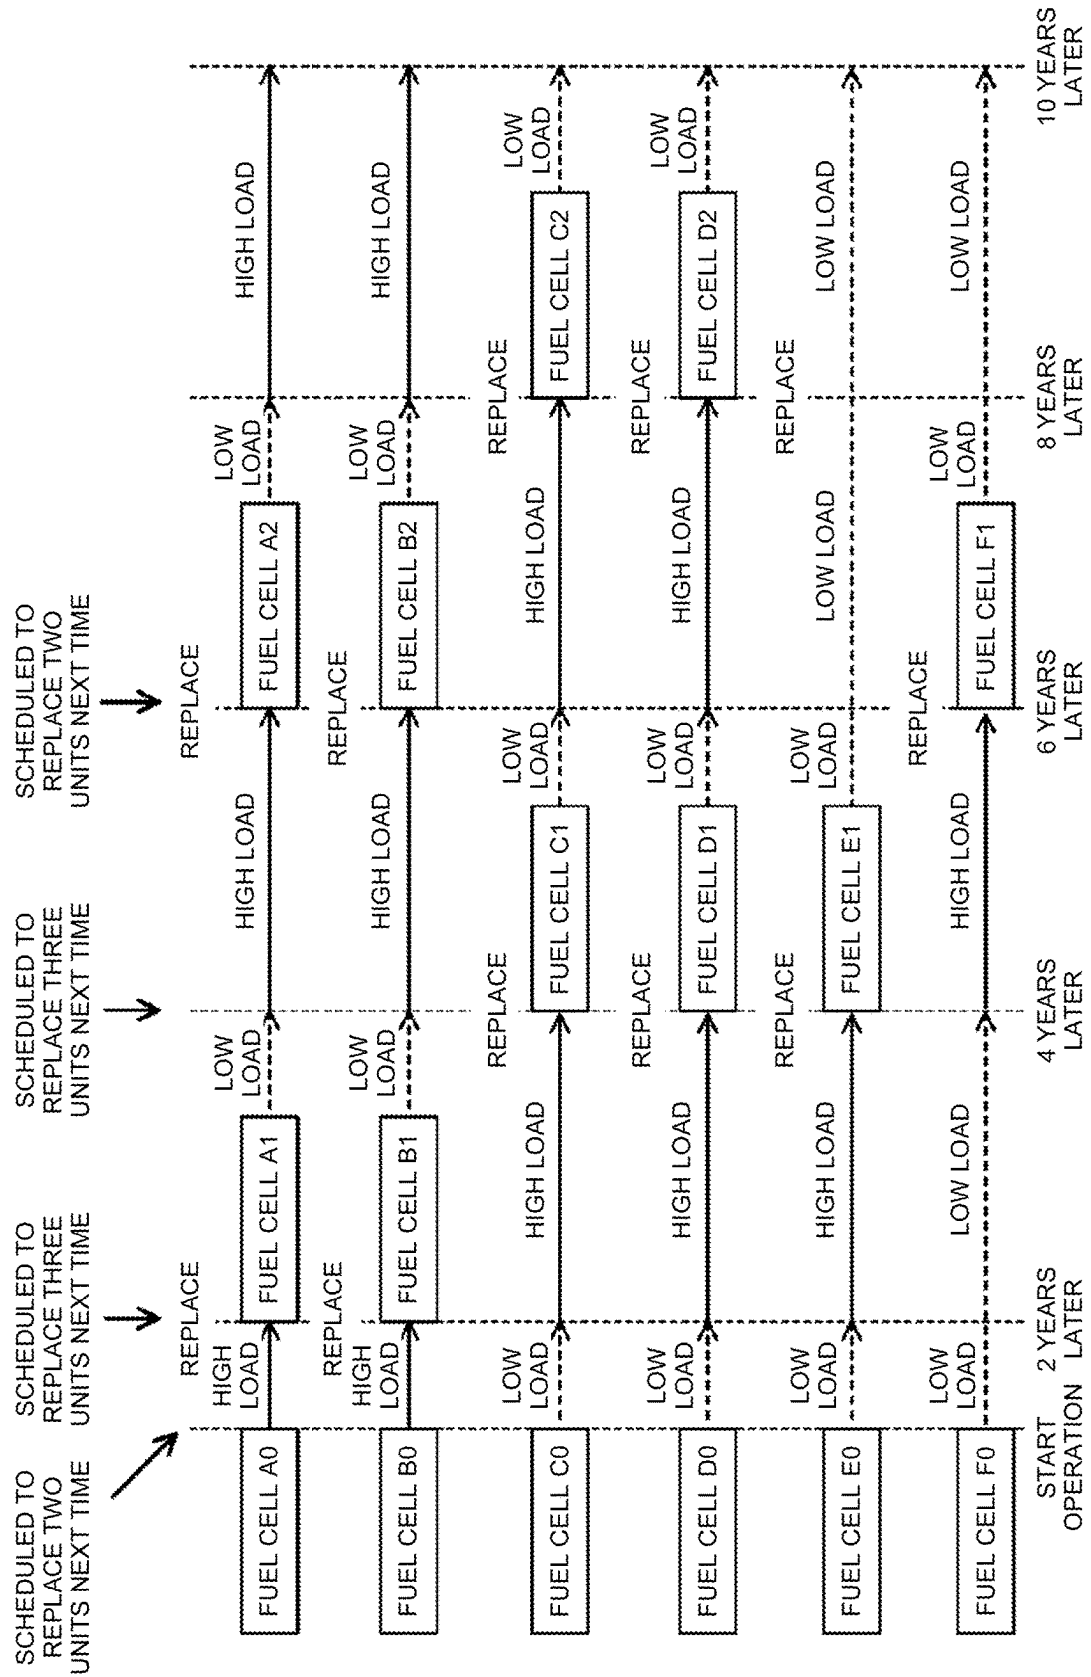 SCHEDULED TO
REPLACE TWO
UNITS NEXT TIME
SCHEDULED TO
REPLACE THREE
UNITS NEXT TIME
SCHEDULED TO
REPLACE THREE
UNITS NEXT TIME
SCHEDULED TO
REPLACE TWO
UNITS NEXT TIME
REPLACE
REPLACE
FUEL CELL A0
HIGH
LOAD
FUEL CELL A1
LOW
LOAD
HIGH LOAD
FUEL CELL A2
LOW
LOAD
HIGH LOAD
REPLACE
REPLACE
FUEL CELL B0
HIGH
LOAD
FUEL CELL B1
LOW
LOAD
HIGH LOAD
FUEL CELL B2
LOW
LOAD
HIGH LOAD
REPLACE
REPLACE
FUEL CELL C0
LOW
LOAD
HIGH LOAD
FUEL CELL C1
LOW
LOAD
HIGH LOAD
FUEL CELL C2
LOW
LOAD
REPLACE
REPLACE
FUEL CELL D0
LOW
LOAD
HIGH LOAD
FUEL CELL D1
LOW
LOAD
HIGH LOAD
FUEL CELL D2
LOW
LOAD
REPLACE
REPLACE
FUEL CELL E0
LOW
LOAD
HIGH LOAD
FUEL CELL E1
LOW
LOAD
LOW LOAD
LOW LOAD
REPLACE
FUEL CELL F0
LOW
LOAD
LOW LOAD
HIGH LOAD
FUEL CELL F1
LOW
LOAD
LOW LOAD
START
OPERATION
2 YEARS
LATER
4 YEARS
LATER
6 YEARS
LATER
8 YEARS
LATER
10 YEARS
LATER